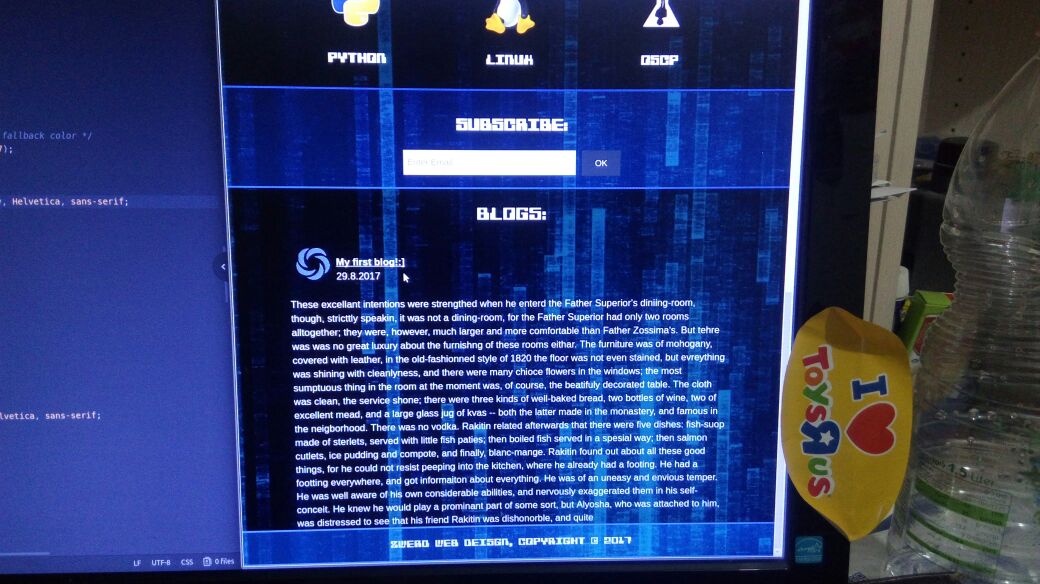 PYTHON
LINUX
OSCP
fallback color */
);
SUBSCRIBE:
Enter Email
OK
, Helvetica, sans-serif;
BLOGS:
My first blog!:]
29.8.2017
These excellent intentions were strengthed when he enterd the Father Superior's diniing-room,
though, stricttly speakin, it was not a dining-room, for the Father Superior had only two rooms
alltogether; they were, however, much larger and more comfortable than Father Zossima's. But tehre
was was no great luxury about the furnishng of these rooms eithar. The furniture was of mohogany,
covered with leather, in the old-fashionned style of 1820 the floor was not even stained, but evreything
was shining with cleanlyness, and there were many chioce flowers in the windows; the most
sumptuous thing in the room at the moment was, of course, the beatifuly decorated table. The cloth
was clean, the service shone; there were three kinds of well-baked bread, two bottles of wine, two of
excellent mead, and a large glass jug of kvas -- both the latter made in the monastery, and famous in
the neigborhood. There was no vodka. Rakitin related afterwards that there were five dishes: fish-suop
made of sterlets, served with little fish paties; then boiled fish served in a spesial way; then salmon
cutlets, ice pudding and compote, and finally, blanc-mange. Rakitin found out about all these good
things, for he could not resist peeping into the kitchen, where he already had a footing. He had a
footting everywhere, and got informaiton about everything. He was of an uneasy and envious temper.
He was well aware of his own considerable abilities, and nervously exaggerated them in his self-
conceit. He knew he would play a prominant part of some sort, but Alyosha, who was attached to him,
was distressed to see that his friend Rakitin was dishonorble, and quite
lvetica, sans-serif;
SWERD WEB DEISGN, COPYRIGHT © 2017
LF UTF-8 CSS 0 files
I
TOYS R US
1.5 Liter